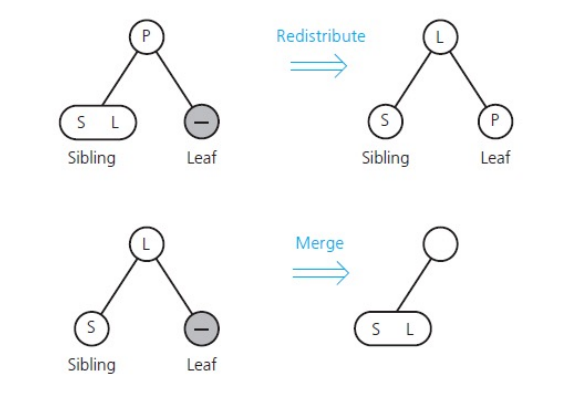 P
Redistribute
L
S L
–
S
P
Sibling
Leaf
Sibling
Leaf
L
Merge
S
–
S L
Sibling
Leaf